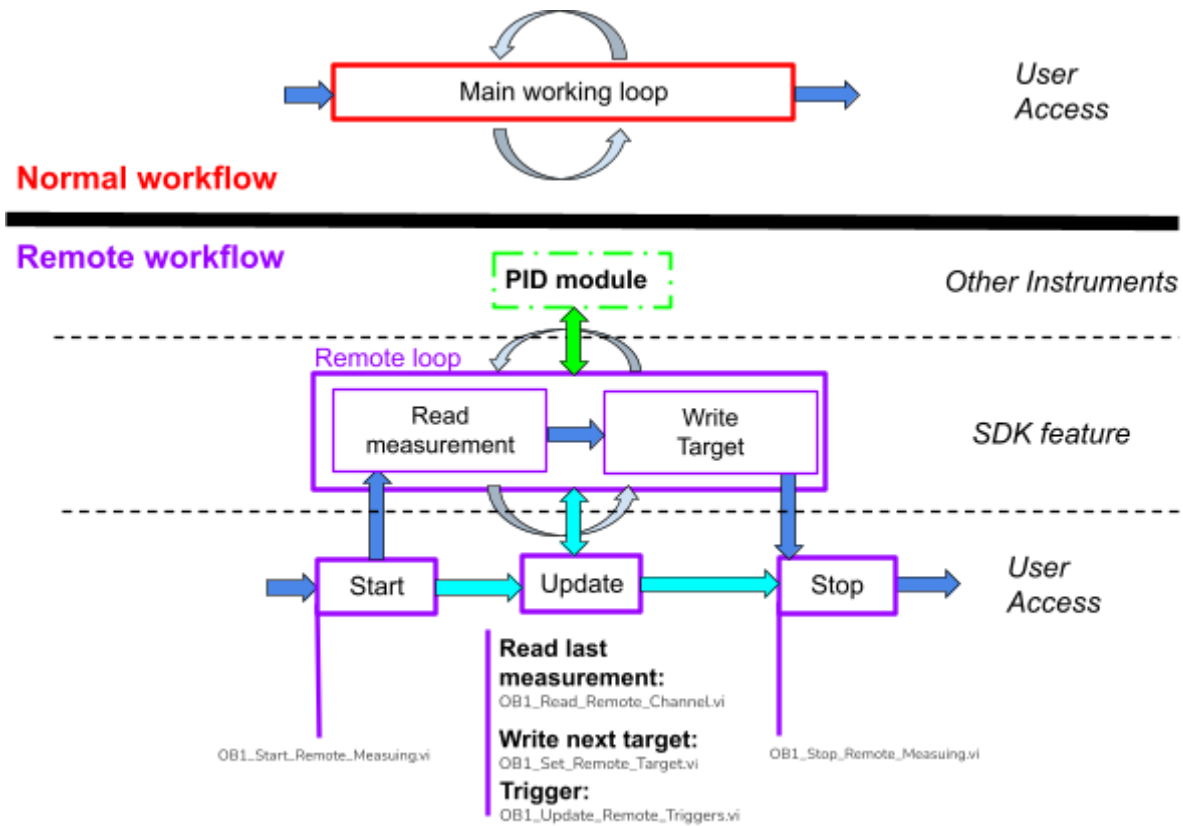 Main working loop
User
Access
Normal workflow
Remote workflow
PID module
Other Instruments
Remote loop
Read
measurement
Write
Target
SDK feature
Start
Update
Stop
User
Access
Read last
measurement:
OB1_Read_Remote_Channel.vi
OB1_Start_Remote_Measuing.vi
Write next target:
OB1_Set_Remote_Target.vi
OB1_Stop_Remote_Measuing.vi
Trigger:
OB1_Update_Remote_Triggers.vi